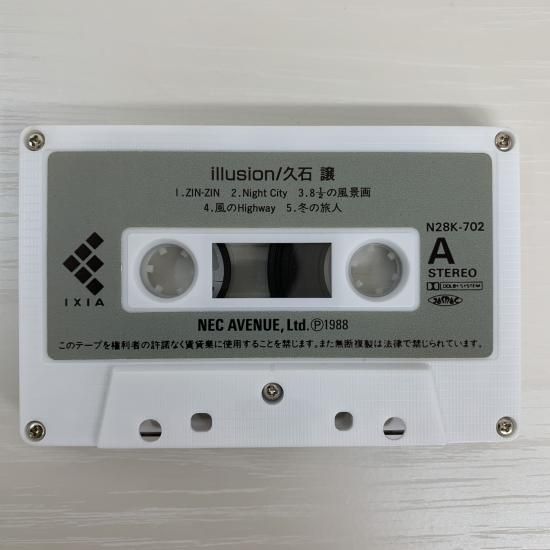 illusion/久石 譲
1.ZIN-ZIN 2.Night City 3.8½の風景画
4.風のHighway 5.冬の旅人
N28K-702
A
STEREO
DOLBY SYSTEM
IXIA
NEC AVENUE, Ltd.Ⓟ1988
このテープを権利者の許諾なく賃貸業に使用することを禁じます。また無断複製は法律で禁じられています。